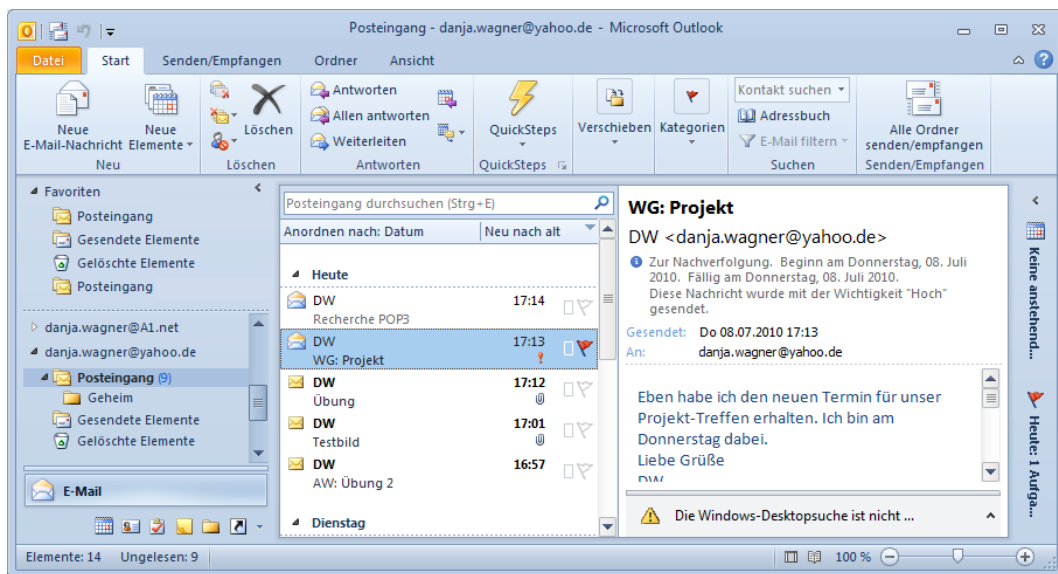 Posteingang - danja.wagner@yahoo.de - Microsoft Outlook
Datei Start Senden/Empfangen Ordner Ansicht
Neue E-Mail-Nachricht
Neue Elemente
Neu
Löschen
Löschen
Antworten
Allen antworten
Weiterleiten
Antworten
QuickSteps
QuickSteps
Verschieben
Kategorien
Kontakt suchen
Adressbuch
E-Mail filtern
Suchen
Alle Ordner
senden/empfangen
Senden/Empfangen
Favoriten
Posteingang
Gesendete Elemente
Gelöschte Elemente
Posteingang
danja.wagner@A1.net
danja.wagner@yahoo.de
Posteingang (9)
Geheim
Gesendete Elemente
Gelöschte Elemente
E-Mail
Posteingang durchsuchen (Strg+E)
Anordnen nach: Datum Neu nach alt
Heute
DW 17:14
Recherche POP3
DW 17:13
WG: Projekt
DW 17:12
Übung
DW 17:01
Testbild
DW 16:57
AW: Übung 2
Dienstag
WG: Projekt
DW <danja.wagner@yahoo.de>
Zur Nachverfolgung. Beginn am Donnerstag, 08. Juli
2010. Fällig am Donnerstag, 08. Juli 2010.
Diese Nachricht wurde mit der Wichtigkeit "Hoch"
gesendet.
Gesendet: Do 08.07.2010 17:13
An: danja.wagner@yahoo.de
Eben habe ich den neuen Termin für unser
Projekt-Treffen erhalten. Ich bin am
Donnerstag dabei.
Liebe Grüße
DW
Die Windows-Desktopsuche ist nicht ...
Keine anstehend...
Heute: 1 Aufga...
Elemente: 14 Ungelesen: 9
100 %